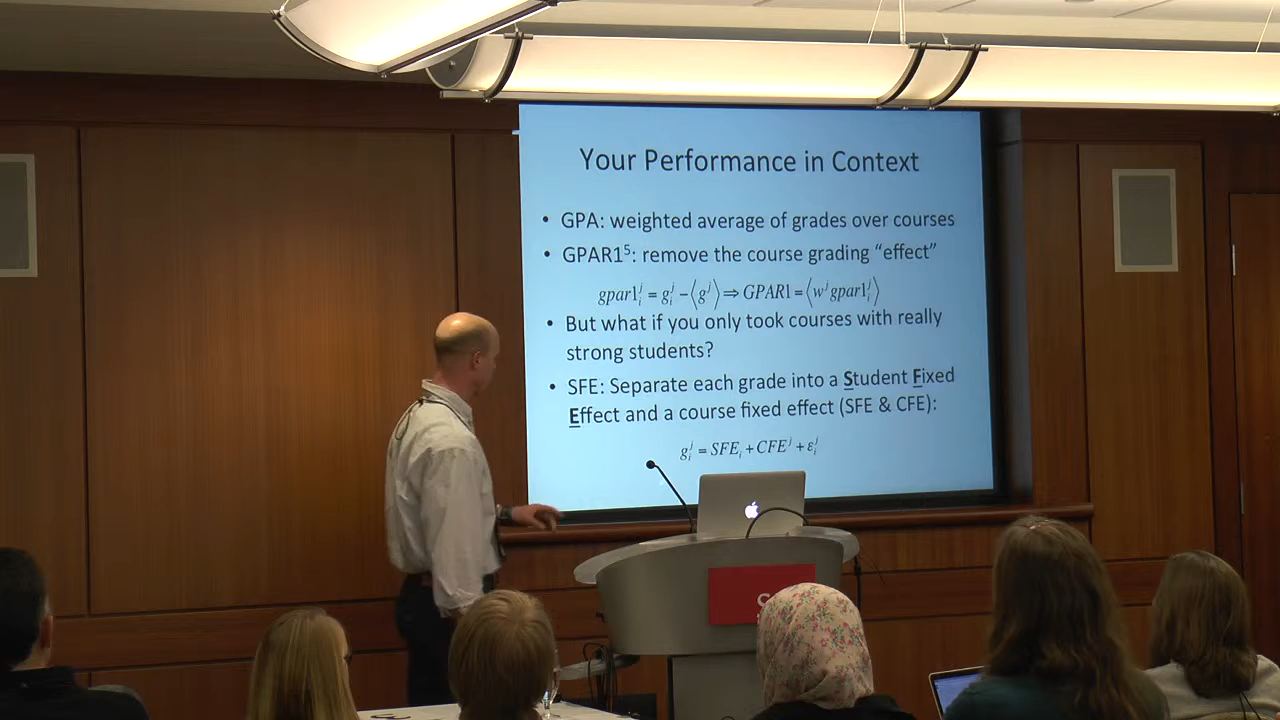 Your Performance in Context
• GPA: weighted average of grades over courses
• GPAR1⁵: remove the course grading “effect”
gpar1ᵢʲ = gᵢʲ − ⟨gʲ⟩ ⇒ GPAR1 = ⟨wʲ gpar1ᵢʲ⟩
• But what if you only took courses with really
strong students?
• SFE: Separate each grade into a Student Fixed
Effect and a course fixed effect (SFE & CFE):
gᵢʲ = SFEᵢ + CFEʲ + εᵢʲ